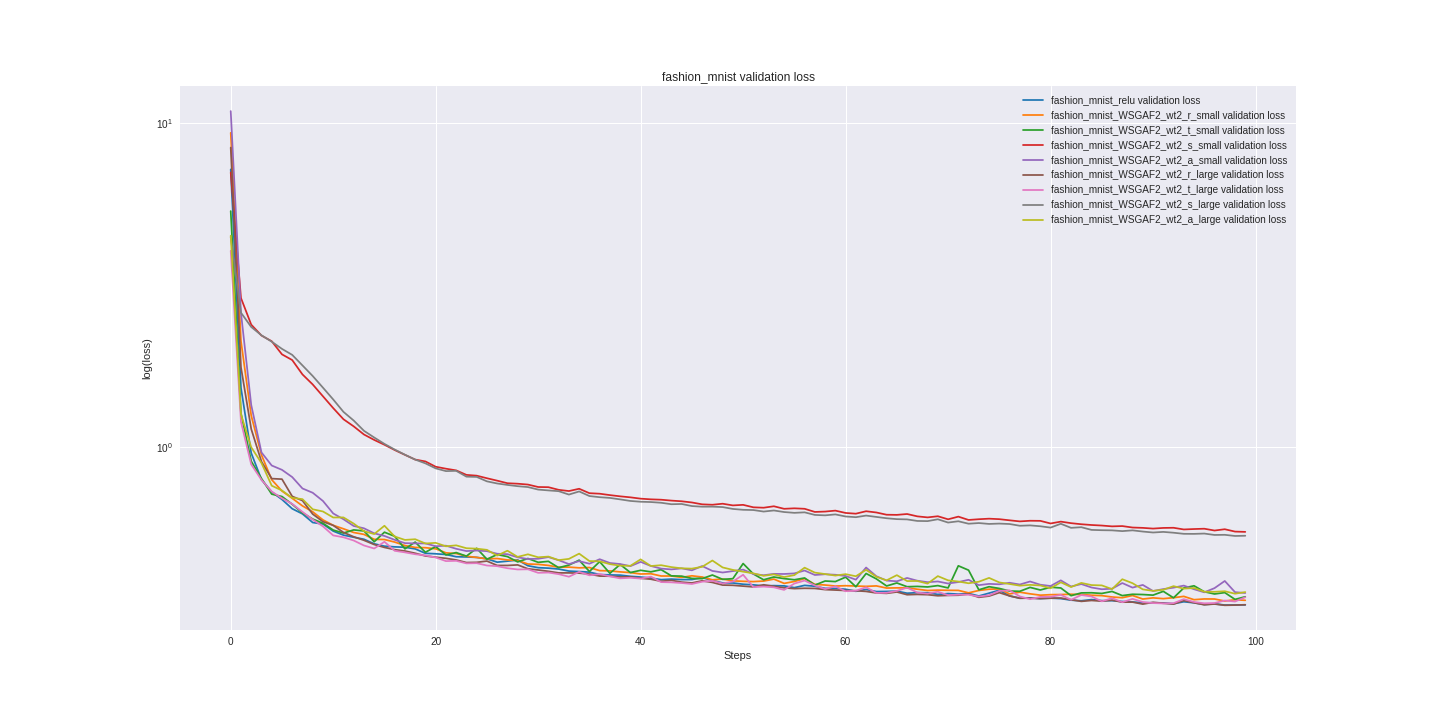 fashion_mnist validation loss
fashion_mnist_relu validation loss
fashion_mnist_WSGAF2_wt2_r_small validation loss
fashion_mnist_WSGAF2_wt2_t_small validation loss
fashion_mnist_WSGAF2_wt2_s_small validation loss
fashion_mnist_WSGAF2_wt2_a_small validation loss
fashion_mnist_WSGAF2_wt2_r_large validation loss
fashion_mnist_WSGAF2_wt2_t_large validation loss
fashion_mnist_WSGAF2_wt2_s_large validation loss
fashion_mnist_WSGAF2_wt2_a_large validation loss
10¹
10⁰
log(loss)
0 20 40 60 80 100
Steps